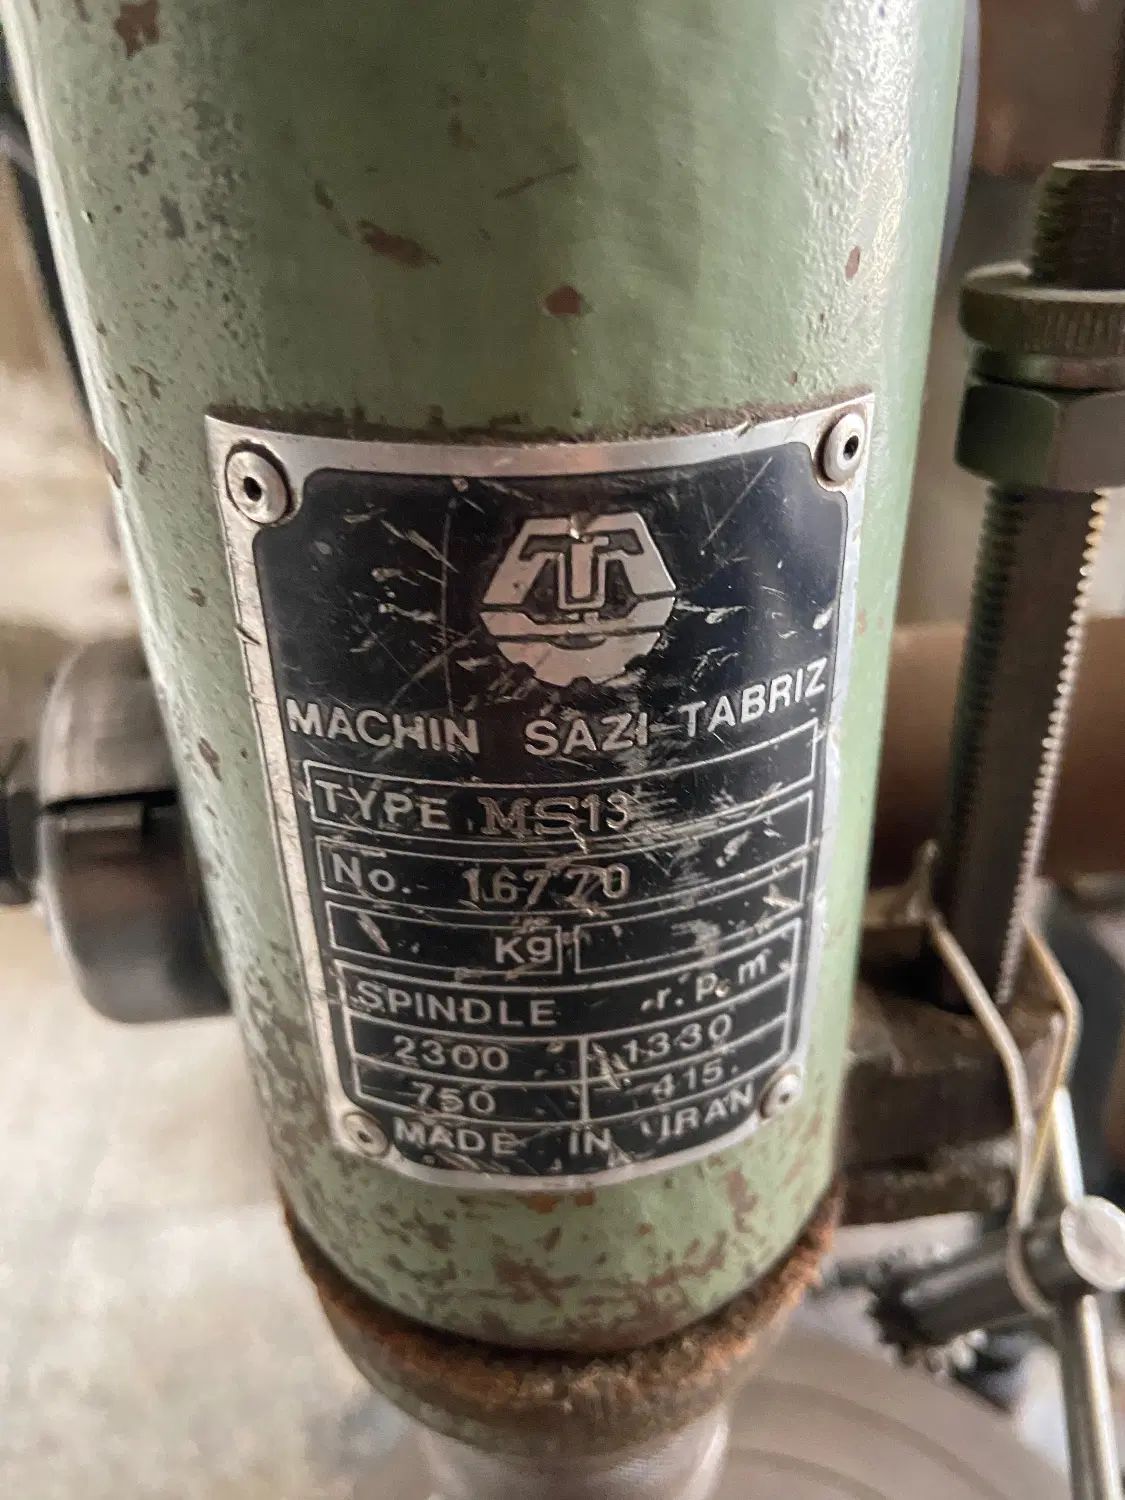 MACHIN SAZI-TABRIZ
TYPE MS13
No. 16770
Kg
SPINDLE r.p.m
2300 1330
750 415
MADE IN IRAN